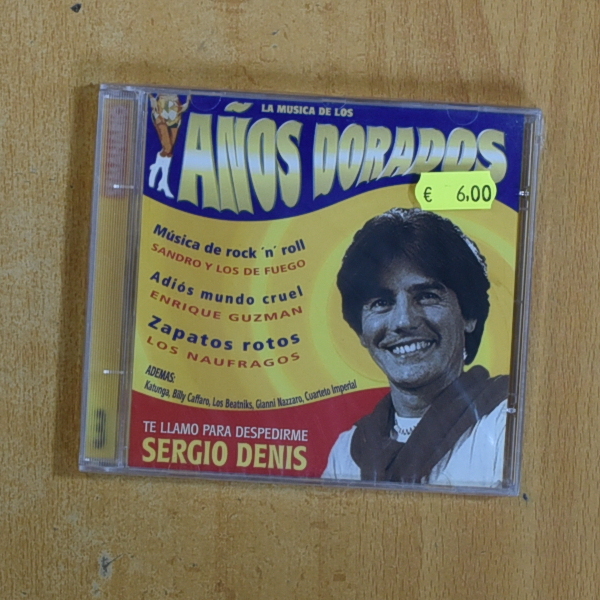 LA MUSICA DE LOS
AÑOS DORADOS
€ 6,00
Música de rock ´n´ roll
SANDRO Y LOS DE FUEGO
Adiós mundo cruel
ENRIQUE GUZMAN
Zapatos rotos
LOS NAUFRAGOS
ADEMAS:
Katunga, Billy Caffaro, Los Beatniks, Gianni Nazzaro, Cuarteto Imperial
TE LLAMO PARA DESPEDIRME
SERGIO DENIS